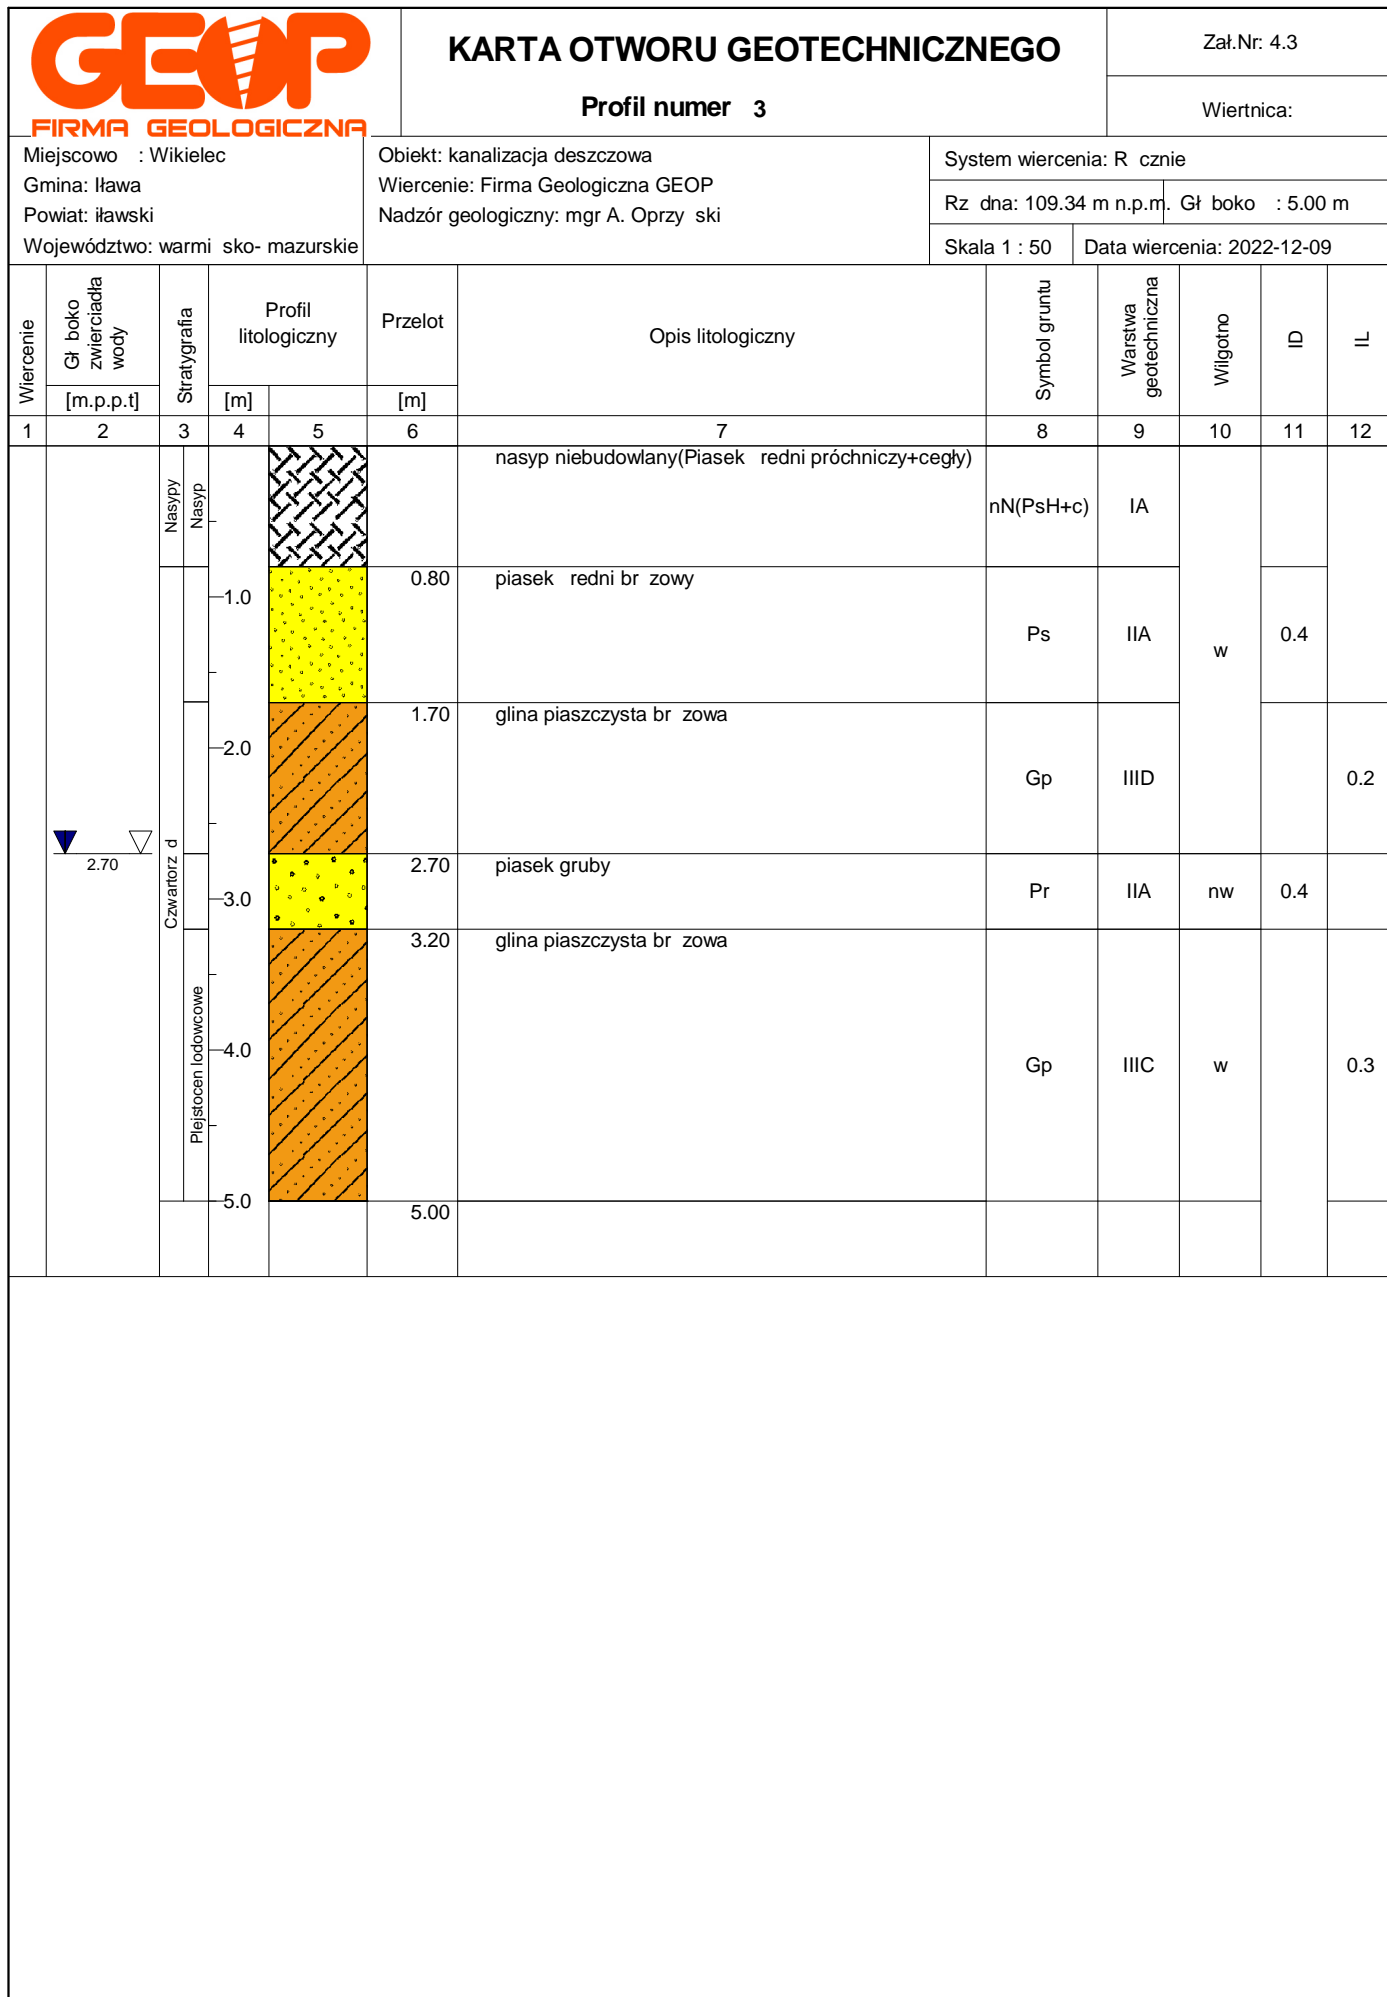 GEOP
FIRMA GEOLOGICZNA
KARTA OTWORU GEOTECHNICZNEGO
Profil numer 3
Zał.Nr: 4.3
Wiertnica:
Miejscowo : Wikielec
Gmina: Iława
Powiat: iławski
Województwo: warmi sko- mazurskie
Obiekt: kanalizacja deszczowa
Wiercenie: Firma Geologiczna GEOP
Nadzór geologiczny: mgr A. Oprzy ski
System wiercenia: R cznie
Rz dna: 109.34 m n.p.m. Gł boko : 5.00 m
Skala 1 : 50 Data wiercenia: 2022-12-09
Wiercenie
Gł boko
zwierciadła
wody
[m.p.p.t]
Stratygrafia
Profil
litologiczny
[m]
Przelot
[m]
Opis litologiczny
Symbol gruntu
Warstwa
geotechniczna
Wilgotno
ID
IL
1 2 3 4 5 6 7 8 9 10 11 12
Nasypy
Nasyp
nasyp niebudowlany(Piasek redni próchniczy+cegły)
nN(PsH+c) IA
0.80 piasek redni br zowy
1.0
Ps IIA w 0.4
1.70 glina piaszczysta br zowa
2.0
Gp IIID 0.2
2.70
2.70 piasek gruby
3.0
Pr IIA nw 0.4
Czwartorz d
3.20 glina piaszczysta br zowa
Plejstocen lodowcowe
4.0
Gp IIIC w 0.3
5.0
5.00